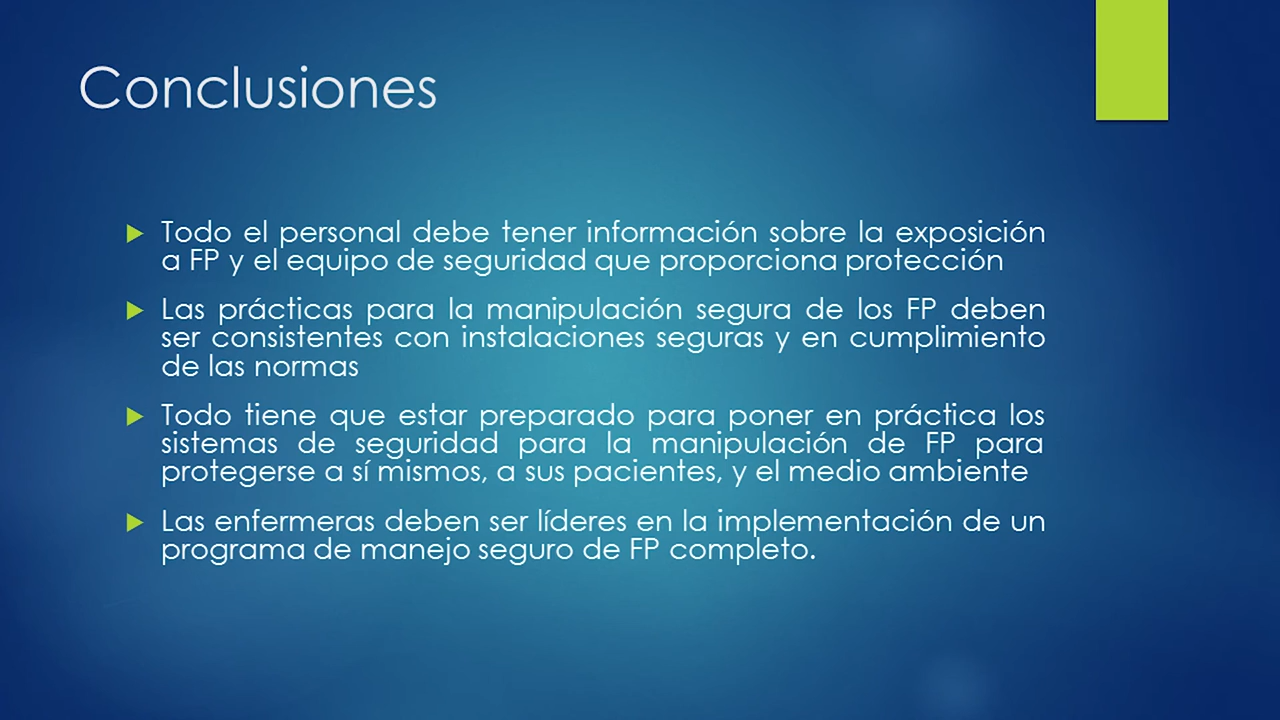 Conclusiones
Todo el personal debe tener información sobre la exposición
a FP y el equipo de seguridad que proporciona protección
Las prácticas para la manipulación segura de los FP deben
ser consistentes con instalaciones seguras y en cumplimiento
de las normas
Todo tiene que estar preparado para poner en práctica los
sistemas de seguridad para la manipulación de FP para
protegerse a sí mismos, a sus pacientes, y el medio ambiente
Las enfermeras deben ser líderes en la implementación de un
programa de manejo seguro de FP completo.